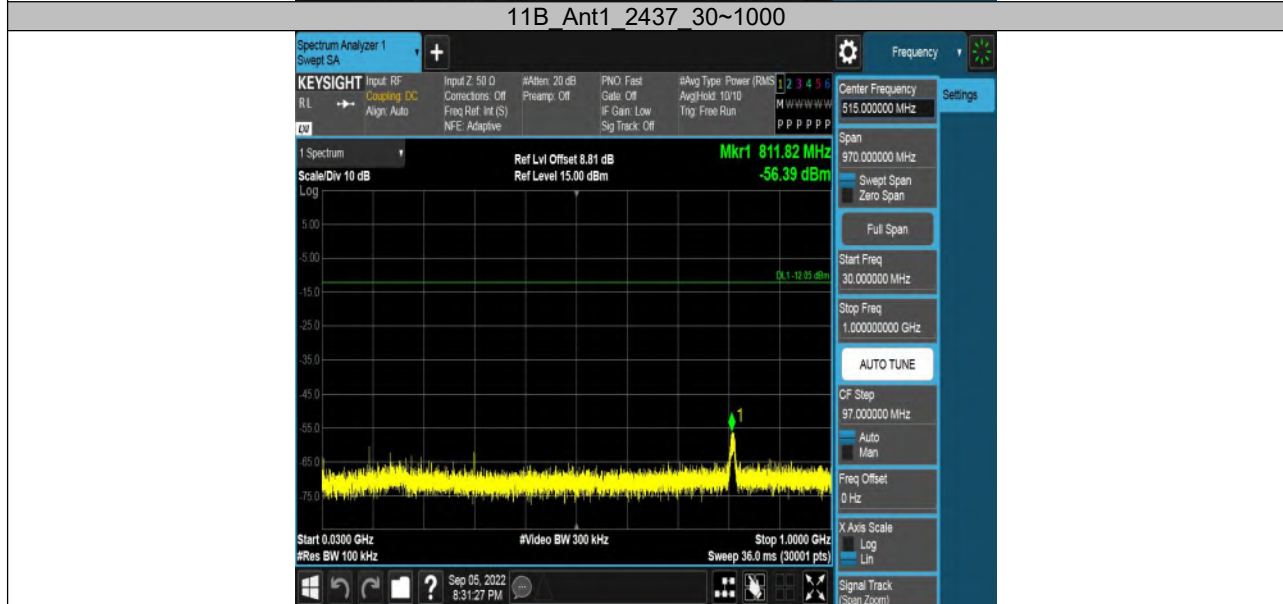 11B_Ant1_2437_30~1000
Spectrum Analyzer 1
Swept SA
+
Frequency
KEYSIGHT
RL
LXI
Input: RF
Coupling: DC
Align: Auto
Input Z: 50 Ω
Corrections: Off
Freq Ref: Int (S)
NFE: Adaptive
#Atten: 20 dB
Preamp: Off
PNO: Fast
Gate: Off
IF Gain: Low
Sig Track: Off
#Avg Type: Power (RMS
Avg|Hold: 10/10
Trig: Free Run
1 2 3 4 5 6
M W W W W W
P P P P P P
Center Frequency
515.000000 MHz
Settings
1 Spectrum
Scale/Div 10 dB
Log
Ref Lvl Offset 8.81 dB
Ref Level 15.00 dBm
Mkr1 811.82 MHz
-56.39 dBm
Span
970.000000 MHz
Swept Span
Zero Span
Full Span
Start Freq
30.000000 MHz
Stop Freq
1.000000000 GHz
AUTO TUNE
CF Step
97.000000 MHz
Auto
Man
Freq Offset
0 Hz
X Axis Scale
Log
Lin
Signal Track
(Span Zoom)
5.00
-5.00
DL1 -12.05 dBm
-15.0
-25.0
-35.0
-45.0
1
-55.0
-65.0
-75.0
Start 0.0300 GHz
#Res BW 100 kHz
#Video BW 300 kHz
Stop 1.0000 GHz
Sweep 36.0 ms (30001 pts)
?
Sep 05, 2022
8:31:27 PM